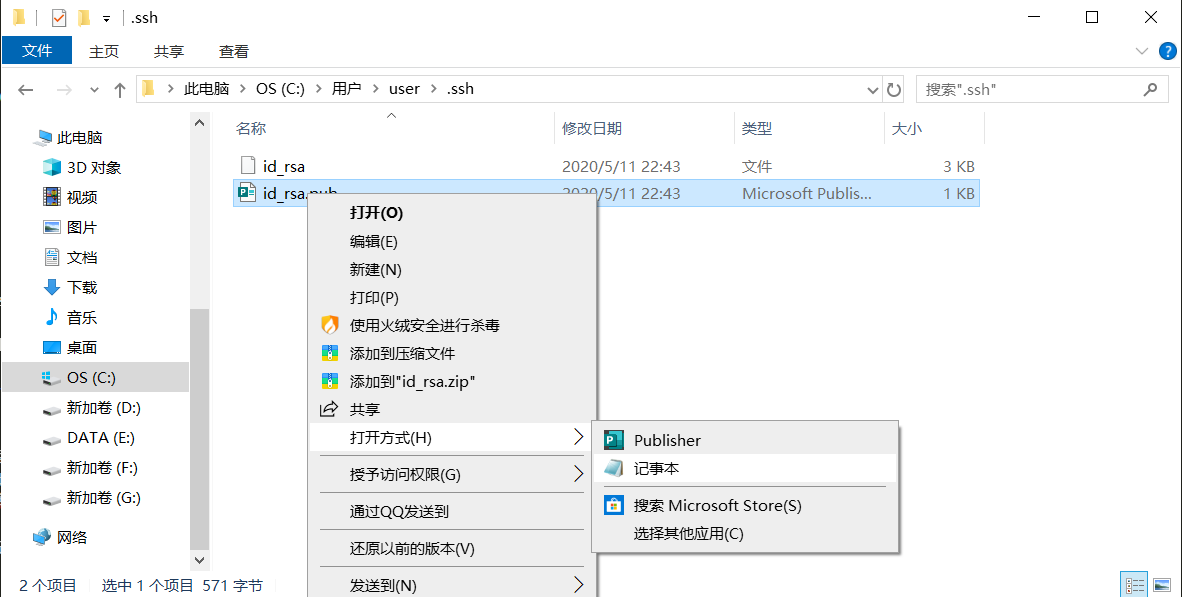 .ssh
文件 主页 共享 查看
此电脑 OS (C:) 用户 user .ssh 搜索".ssh"
名称 修改日期 类型 大小
id_rsa 2020/5/11 22:43 文件 3 KB
id_rsa.pub 2020/5/11 22:43 Microsoft Publis... 1 KB
此电脑
3D 对象
视频
图片
文档
下载
音乐
桌面
OS (C:)
新加卷 (D:)
DATA (E:)
新加卷 (F:)
新加卷 (G:)
网络
打开(O)
编辑(E)
新建(N)
打印(P)
使用火绒安全进行杀毒
添加到压缩文件
添加到"id_rsa.zip"
共享
打开方式(H)
授予访问权限(G)
通过QQ发送到
还原以前的版本(V)
发送到(N)
Publisher
记事本
搜索 Microsoft Store(S)
选择其他应用(C)
2 个项目 选中 1 个项目 571 字节